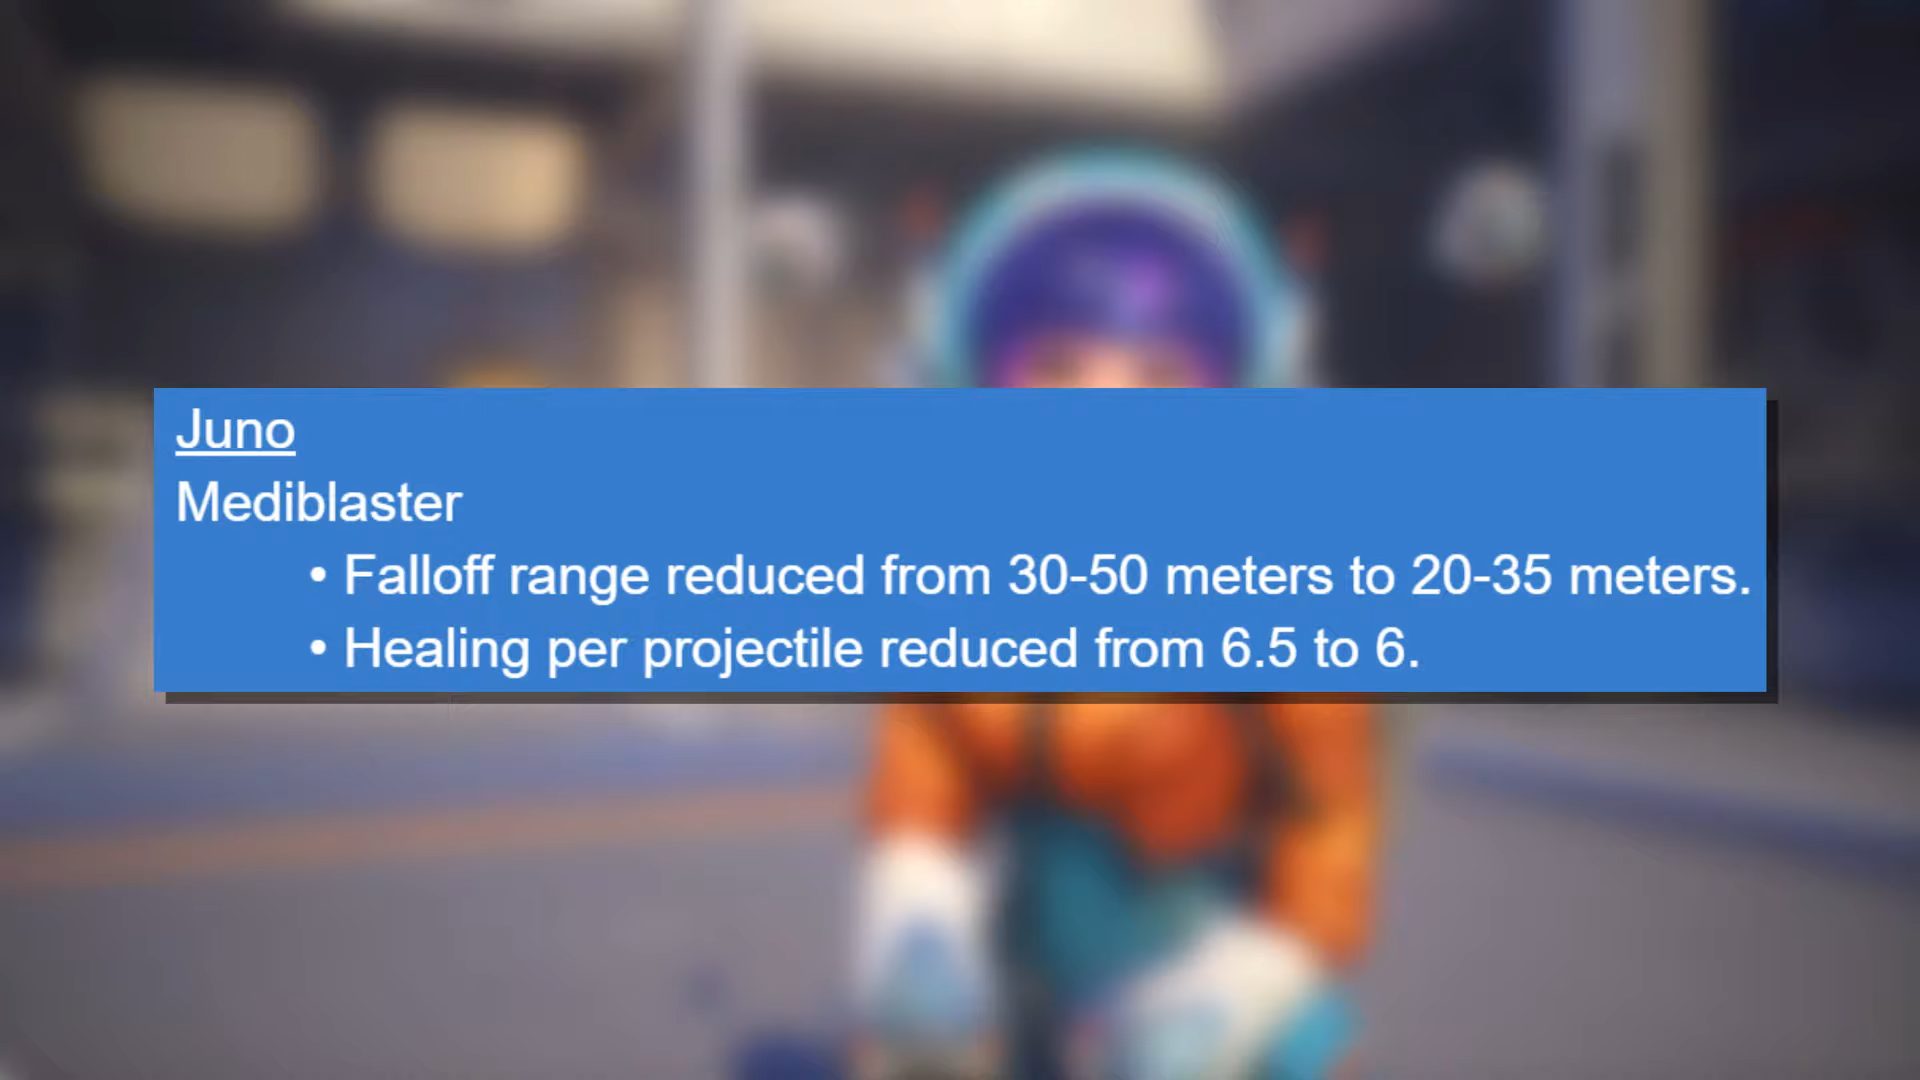 Juno
Mediblaster
• Falloff range reduced from 30-50 meters to 20-35 meters.
• Healing per projectile reduced from 6.5 to 6.